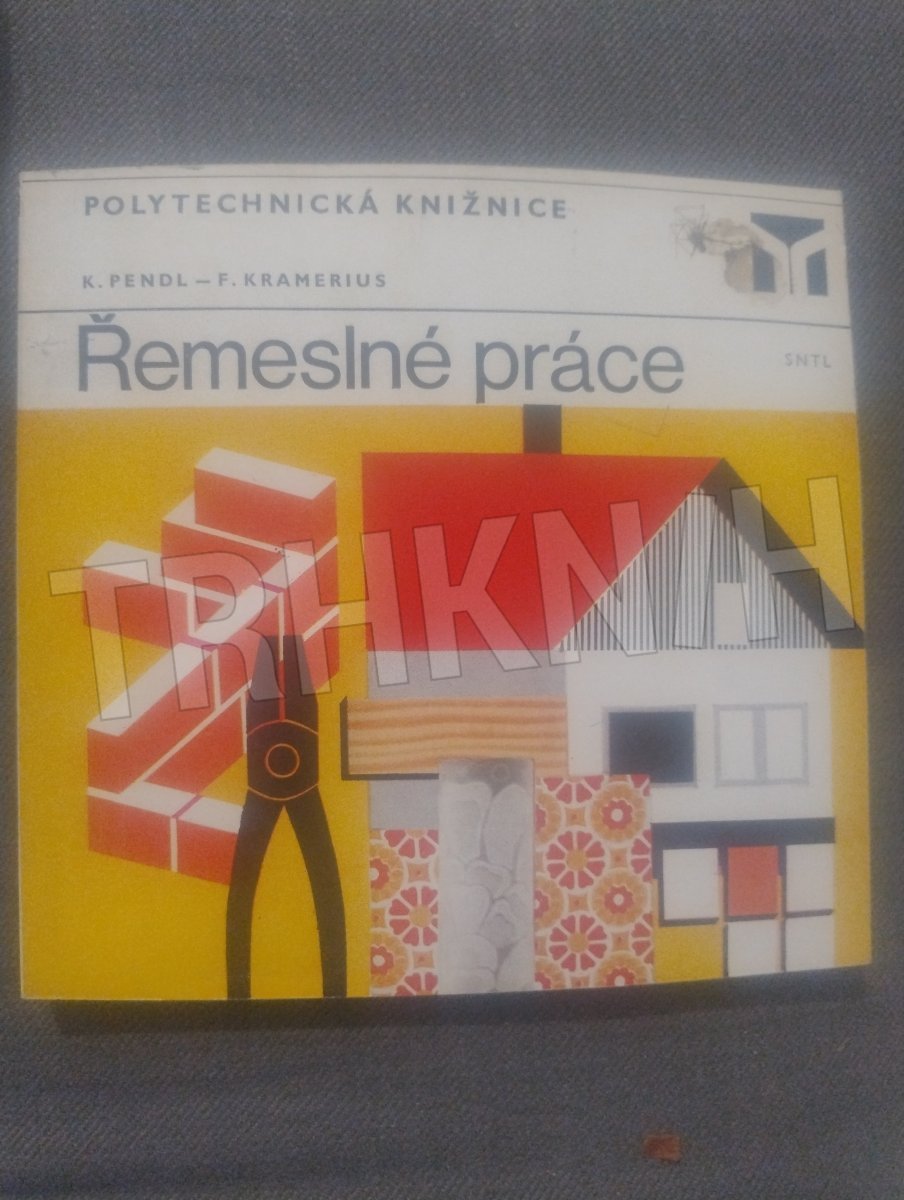 POLYTECHNICKÁ KNIŽNICE
K. PENDL – F. KRAMERIUS
Řemeslné práce
SNTL
TRHKNIH